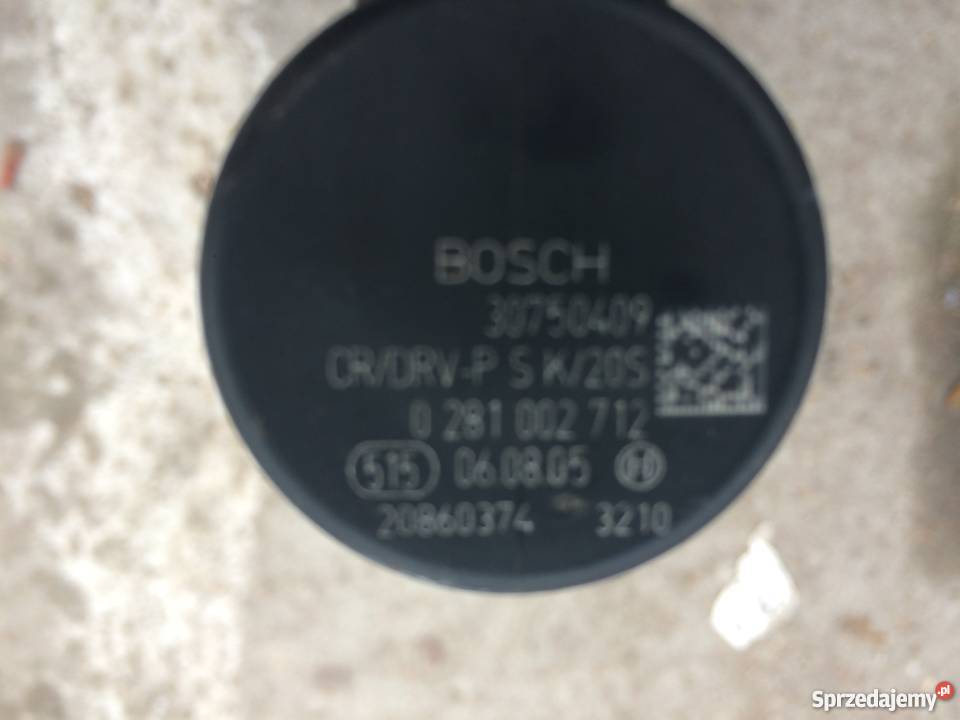 BOSCH
30750409
CR/DRV-P S K/20S
0 281 002 712
515 06.08.05
20860374 3210
Sprzedajemy.pl